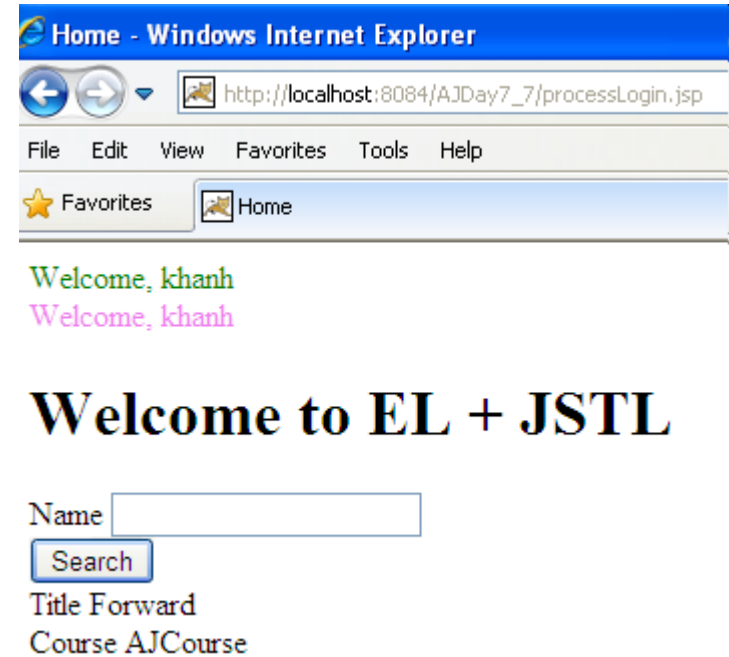 Home - Windows Internet Explorer
http://localhost:8084/AJDay7_7/processLogin.jsp
File Edit View Favorites Tools Help
Favorites Home
Welcome, khanh
Welcome, khanh
Welcome to EL + JSTL
Name
Search
Title Forward
Course AJCourse